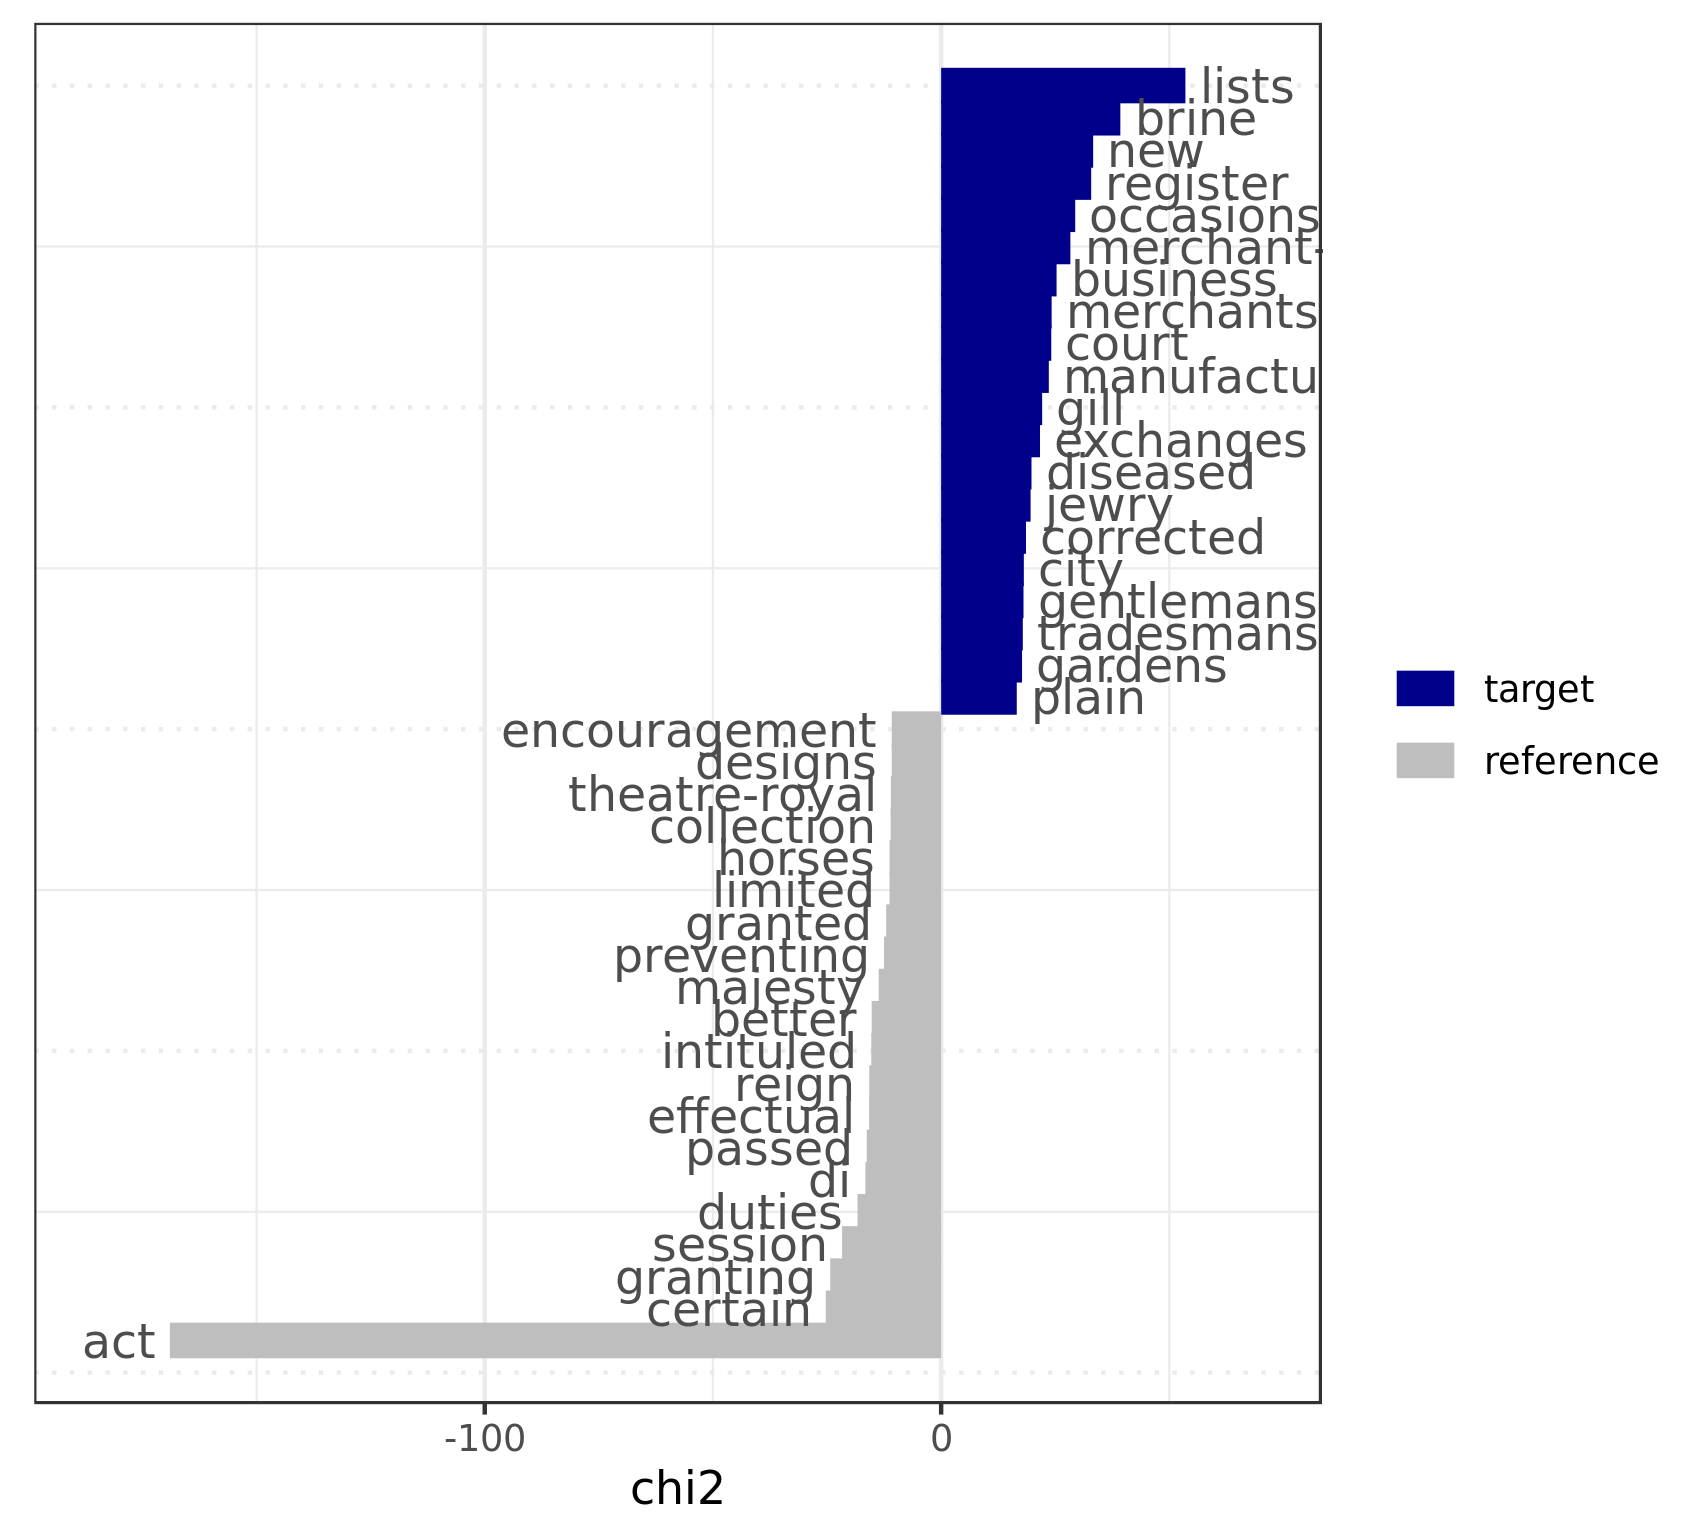 lists
brine
new
register
occasions
merchant-
business
merchants
court
manufactu
gill
exchanges
diseased
jewry
corrected
city
gentlemans
tradesmans
gardens
plain
encouragement
designs
theatre-royal
collection
horses
limited
granted
preventing
majesty
better
intituled
reign
effectual
passed
di
duties
session
granting
certain
act
target
reference
-100 0
chi2